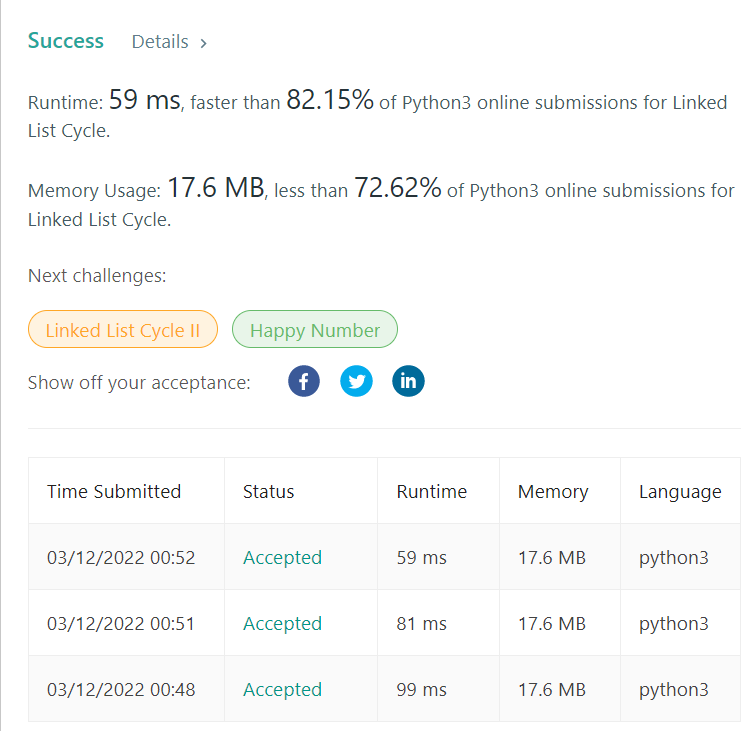 Success Details >
Runtime: 59 ms, faster than 82.15% of Python3 online submissions for Linked
List Cycle.
Memory Usage: 17.6 MB, less than 72.62% of Python3 online submissions for
Linked List Cycle.
Next challenges:
Linked List Cycle II Happy Number
Show off your acceptance: f in
Time Submitted Status Runtime Memory Language
03/12/2022 00:52 Accepted 59 ms 17.6 MB python3
03/12/2022 00:51 Accepted 81 ms 17.6 MB python3
03/12/2022 00:48 Accepted 99 ms 17.6 MB python3